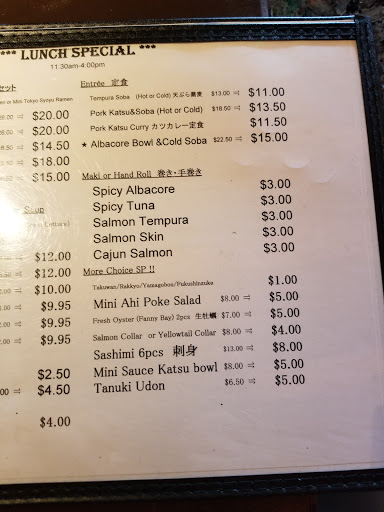 *** LUNCH SPECIAL ***
11:30am-4:00pm
セット
Mini Tokyo Syoyu Ramen
⇒ $20.00
⇒ $20.00
⇒ $14.50
⇒ $18.00
⇒ $15.00
Soup
⇒ $12.00
⇒ $12.00
⇒ $10.00
⇒ $9.95
⇒ $9.95
⇒ $9.95
$2.50
⇒ $4.50
$4.00
Entrée 定食
Tempura Soba (Hot or Cold) 天ぷら蕎麦 $13.00 ⇒ $11.00
Pork Katsu&Soba (Hot or Cold) $18.50 ⇒ $13.50
Pork Katsu Curry カツカレー定食 $11.50
★ Albacore Bowl &Cold Soba $22.50 ⇒ $15.00
Maki or Hand Roll 巻き・手巻き
Spicy Albacore $3.00
Spicy Tuna $3.00
Salmon Tempura $3.00
Salmon Skin $3.00
Cajun Salmon $3.00
More Choice SP !!
Takuwan/Rakkyo/Yamagobou/Fukushinzuke $1.00
Mini Ahi Poke Salad $8.00 ⇒ $5.00
Fresh Oyster (Fanny Bay) 2pcs 生牡蠣 $7.00 ⇒ $5.00
Salmon Collar or Yellowtail Collar $8.00 ⇒ $4.00
Sashimi 6pcs 刺身 $13.00 ⇒ $8.00
Mini Sauce Katsu bowl $8.00 ⇒ $5.00
Tanuki Udon $6.50 ⇒ $5.00